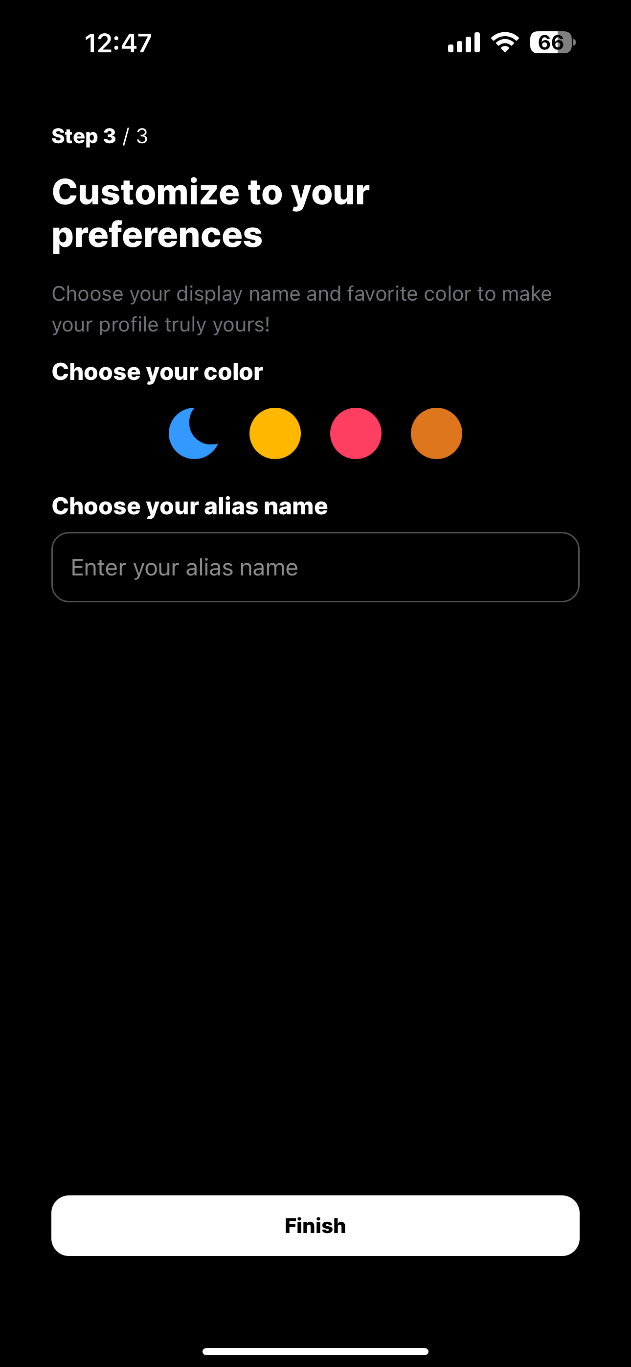 12:47
66
Step 3 / 3
Customize to your
preferences
Choose your display name and favorite color to make
your profile truly yours!
Choose your color
Choose your alias name
Enter your alias name
Finish